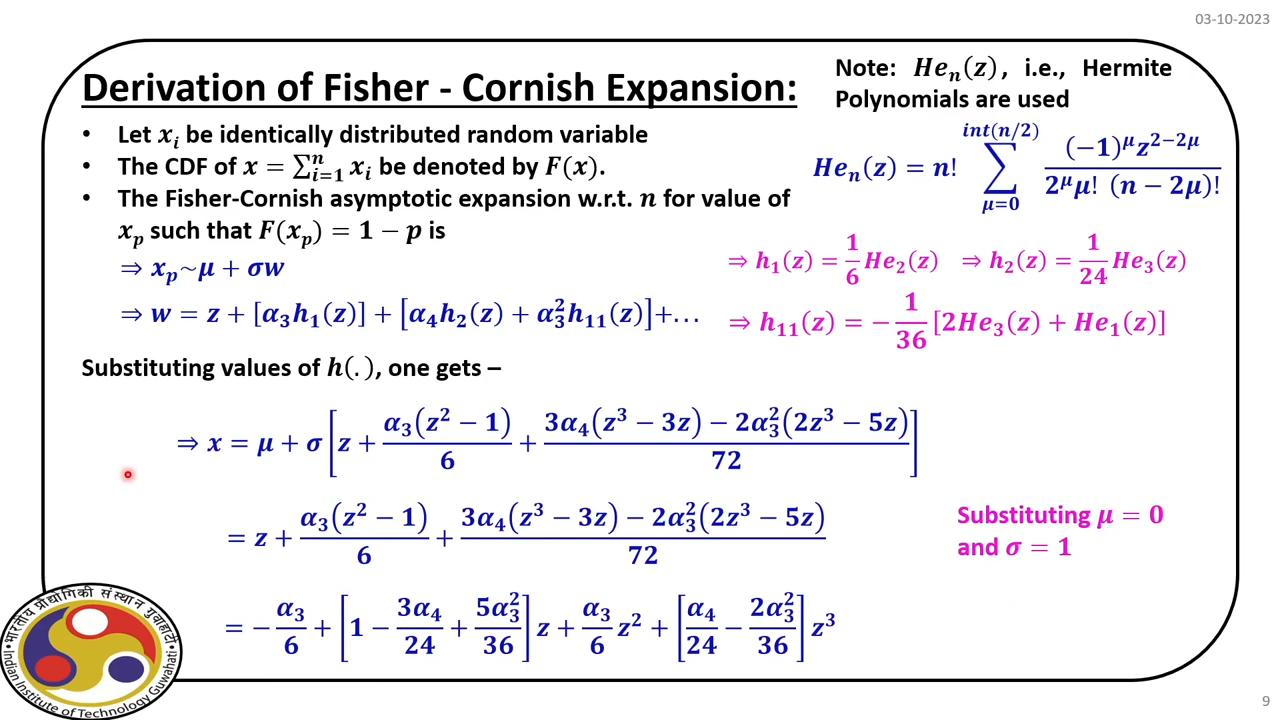 03-10-2023
Derivation of Fisher - Cornish Expansion:
Note: Heₙ(z), i.e., Hermite
Polynomials are used
Heₙ(z) = n! ∑_{μ=0}^{int(n/2)} (−1)^μ z^{2−2μ} / (2^μ μ! (n − 2μ)!)
• Let xᵢ be identically distributed random variable
• The CDF of x = ∑_{i=1}^{n} xᵢ be denoted by F(x).
• The Fisher-Cornish asymptotic expansion w.r.t. n for value of
x_p such that F(x_p) = 1 − p is
⇒ x_p~μ + σw
⇒ w = z + [α₃h₁(z)] + [α₄h₂(z) + α₃²h₁₁(z)]+…
⇒ h₁(z) = 1/6 He₂(z) ⇒ h₂(z) = 1/24 He₃(z)
⇒ h₁₁(z) = − 1/36 [2He₃(z) + He₁(z)]
Substituting values of h(.), one gets –
⇒ x = μ + σ [z + α₃(z² − 1)/6 + (3α₄(z³ − 3z) − 2α₃²(2z³ − 5z))/72]
= z + α₃(z² − 1)/6 + (3α₄(z³ − 3z) − 2α₃²(2z³ − 5z))/72
Substituting μ = 0
and σ = 1
= − α₃/6 + [1 − 3α₄/24 + 5α₃²/36] z + α₃/6 z² + [α₄/24 − 2α₃²/36] z³
भारतीय प्रौद्योगिकी संस्थान गुवाहाटी
Indian Institute of Technology Guwahati
9